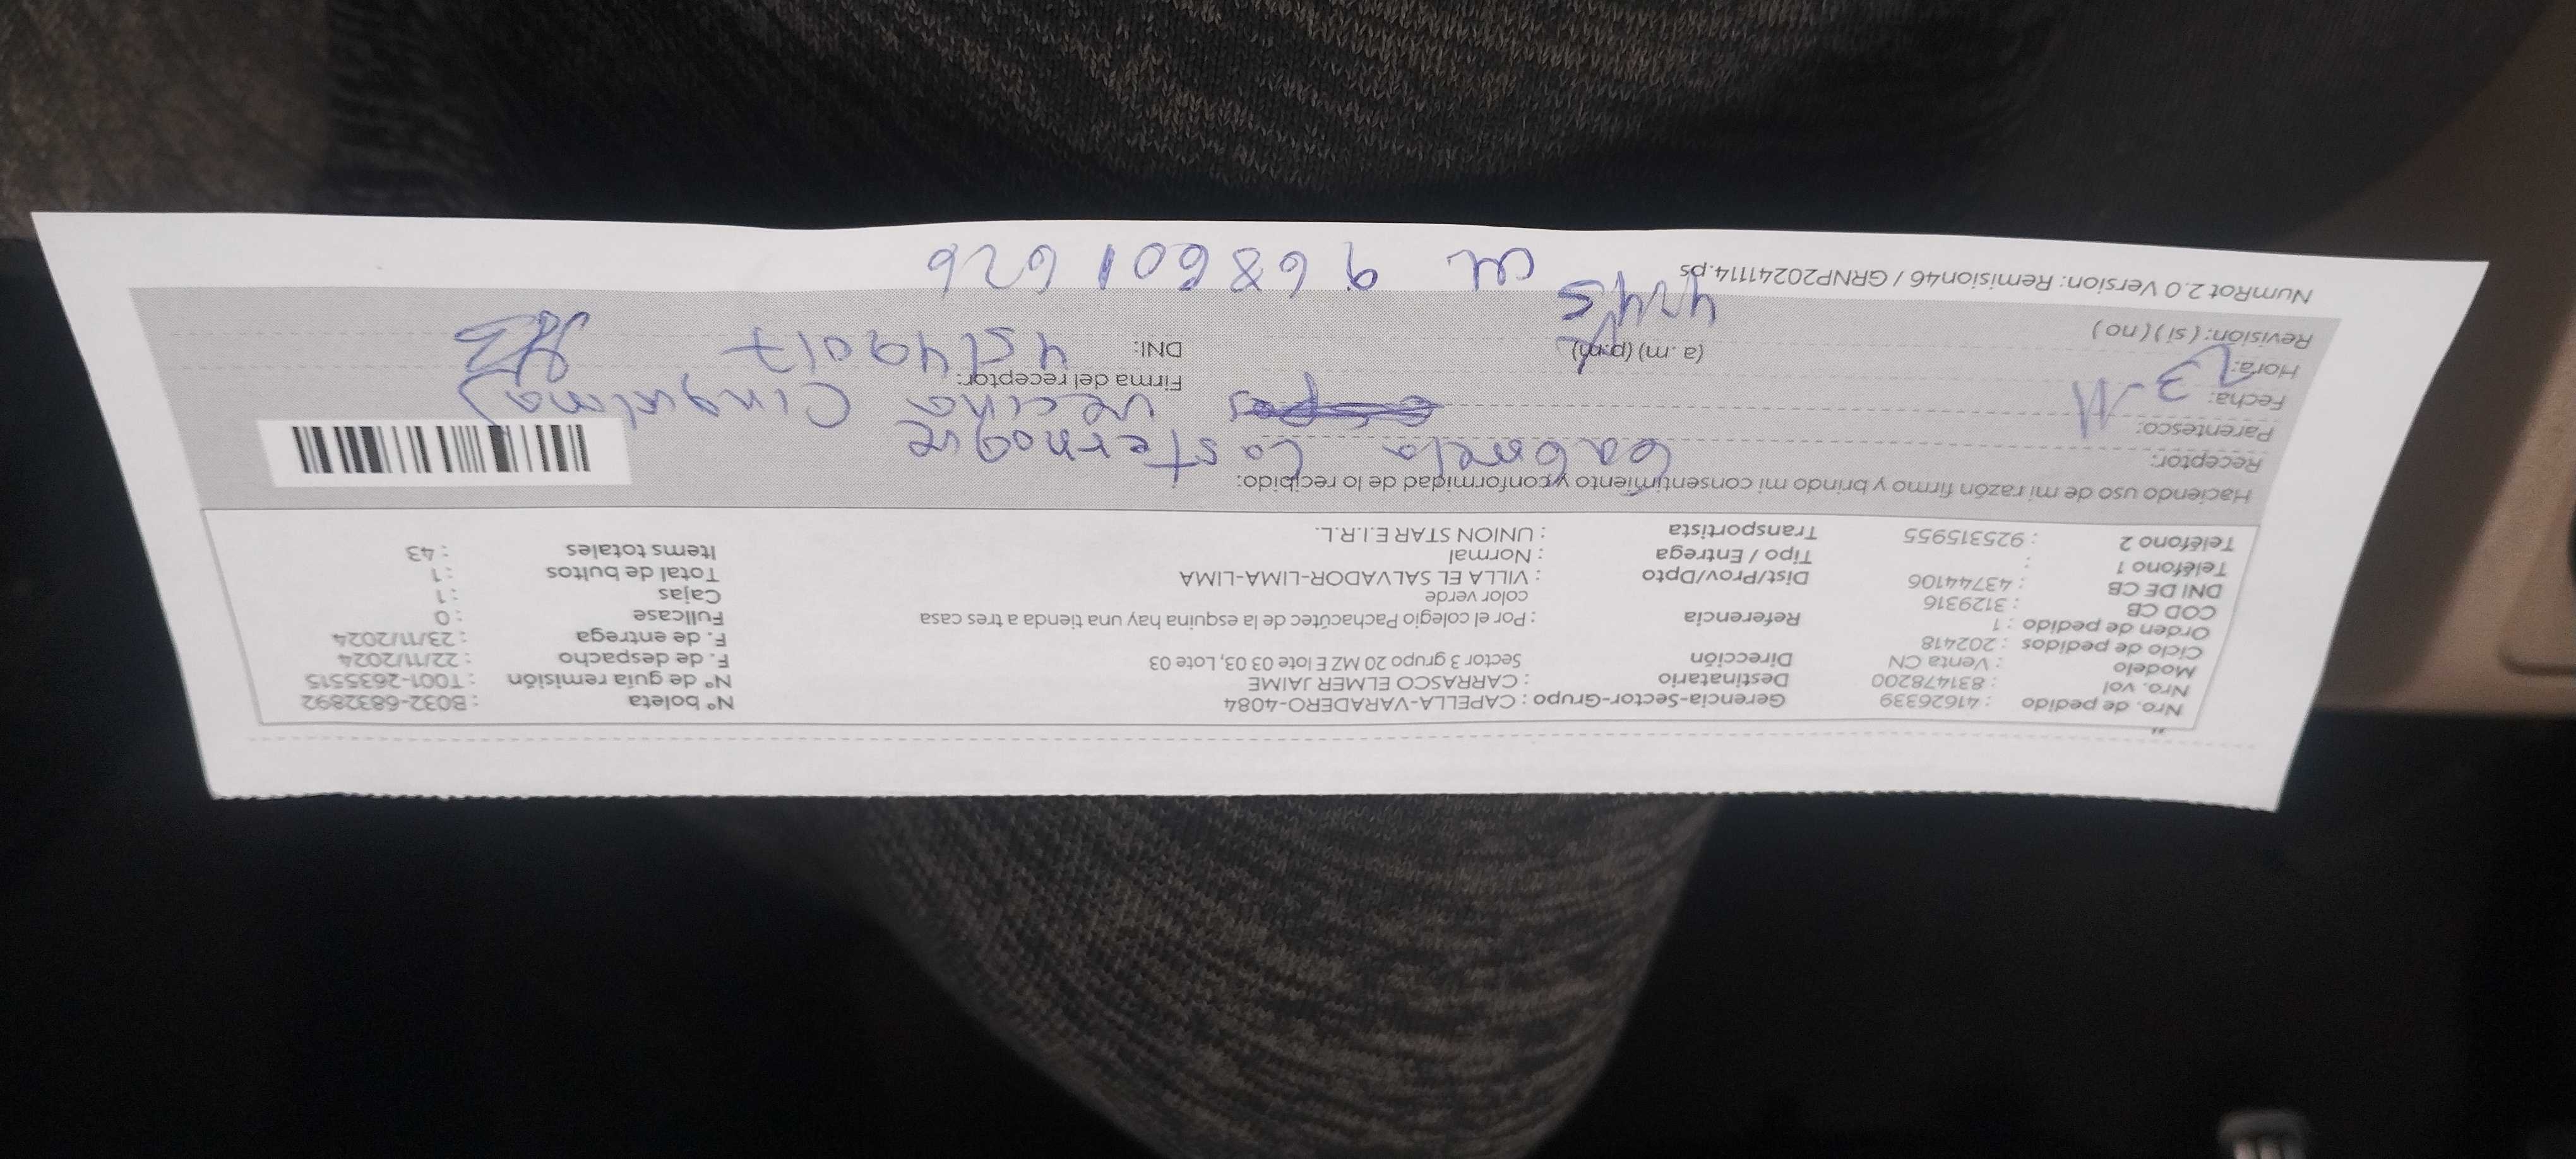 Nro. de pedido : 41626339 Gerencia-Sector-Grupo : CAPELLA-VARADERO-4084 N° boleta : B032-6832892
Nro. vol : 831478200 Destinatario : CARRASCO ELMER JAIME N° de guía remisión : T001-2635515
Modelo : Venta CN Dirección Sector 3 grupo 20 MZ E lote 03 03, Lote 03 F. de despacho : 22/11/2024
Ciclo de pedidos : 202418 F. de entrega : 23/11/2024
Orden de pedido : 1 Referencia : Por el colegio Pachacútec de la esquina hay una tienda a tres casa Fullcase : 0
COD CB : 3129316 color verde Cajas : 1
DNI DE CB : 43744106 Dist/Prov/Dpto : VILLA EL SALVADOR-LIMA-LIMA Total de bultos : 1
Teléfono 1 : Tipo / Entrega : Normal Items totales : 43
Teléfono 2 : 925315955 Transportista : UNION STAR E.I.R.L.
Haciendo uso de mi razón firmo y brindo mi consentimiento y conformidad de lo recibido:
Receptor: Gabriela
Parentesco: vecina
Fecha: 23-11 Firma del receptor:
Hora: (a.m) (p.m) DNI: 45149017
Revisión: ( si ) ( no )
NumRot 2.0 Version: Remision46 / GRNP20241114.ps 968601626